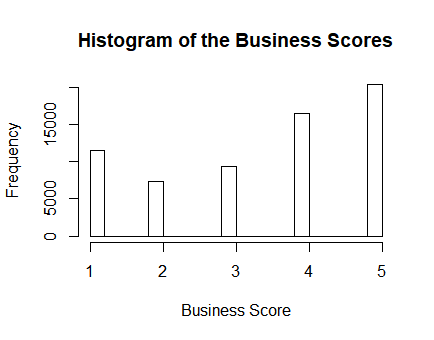 Histogram of the Business Scores
Frequency
15000
5000
0
1 2 3 4 5
Business Score